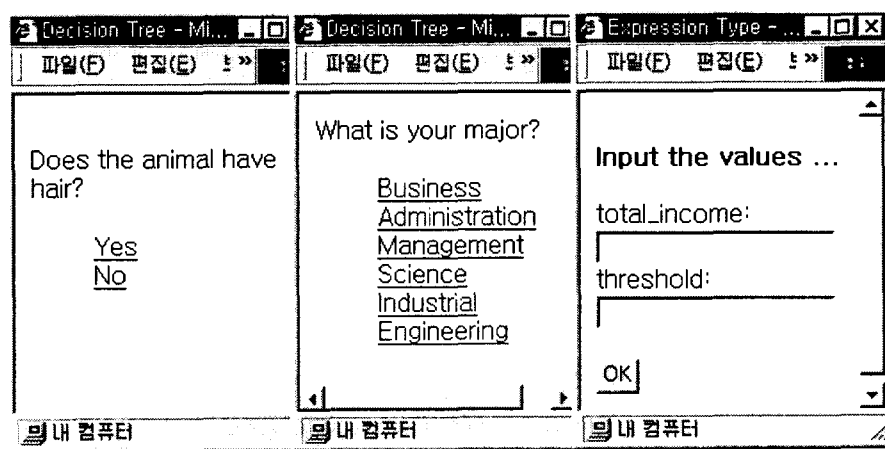 Decision Tree - Mi...
파일(F) 편집(E) »
Does the animal have
hair?
Yes
No
내 컴퓨터
Decision Tree - Mi...
파일(F) 편집(E) »
What is your major?
Business
Administration
Management
Science
Industrial
Engineering
내 컴퓨터
Expression Type - ...
파일(F) 편집(E) »
Input the values ...
total_income:
threshold:
OK
내 컴퓨터